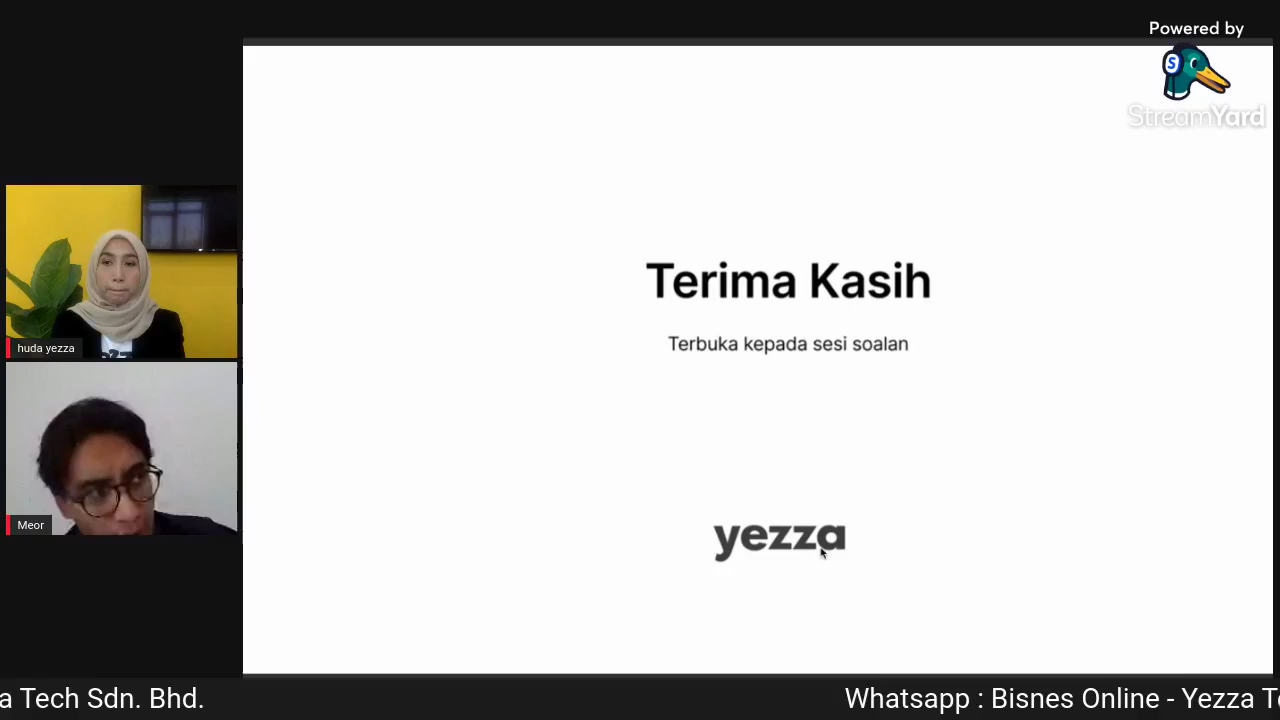 Powered by
S
StreamYard
Terima Kasih
Terbuka kepada sesi soalan
yezza
huda yezza
Meor
a Tech Sdn. Bhd.
Whatsapp : Bisnes Online - Yezza Te